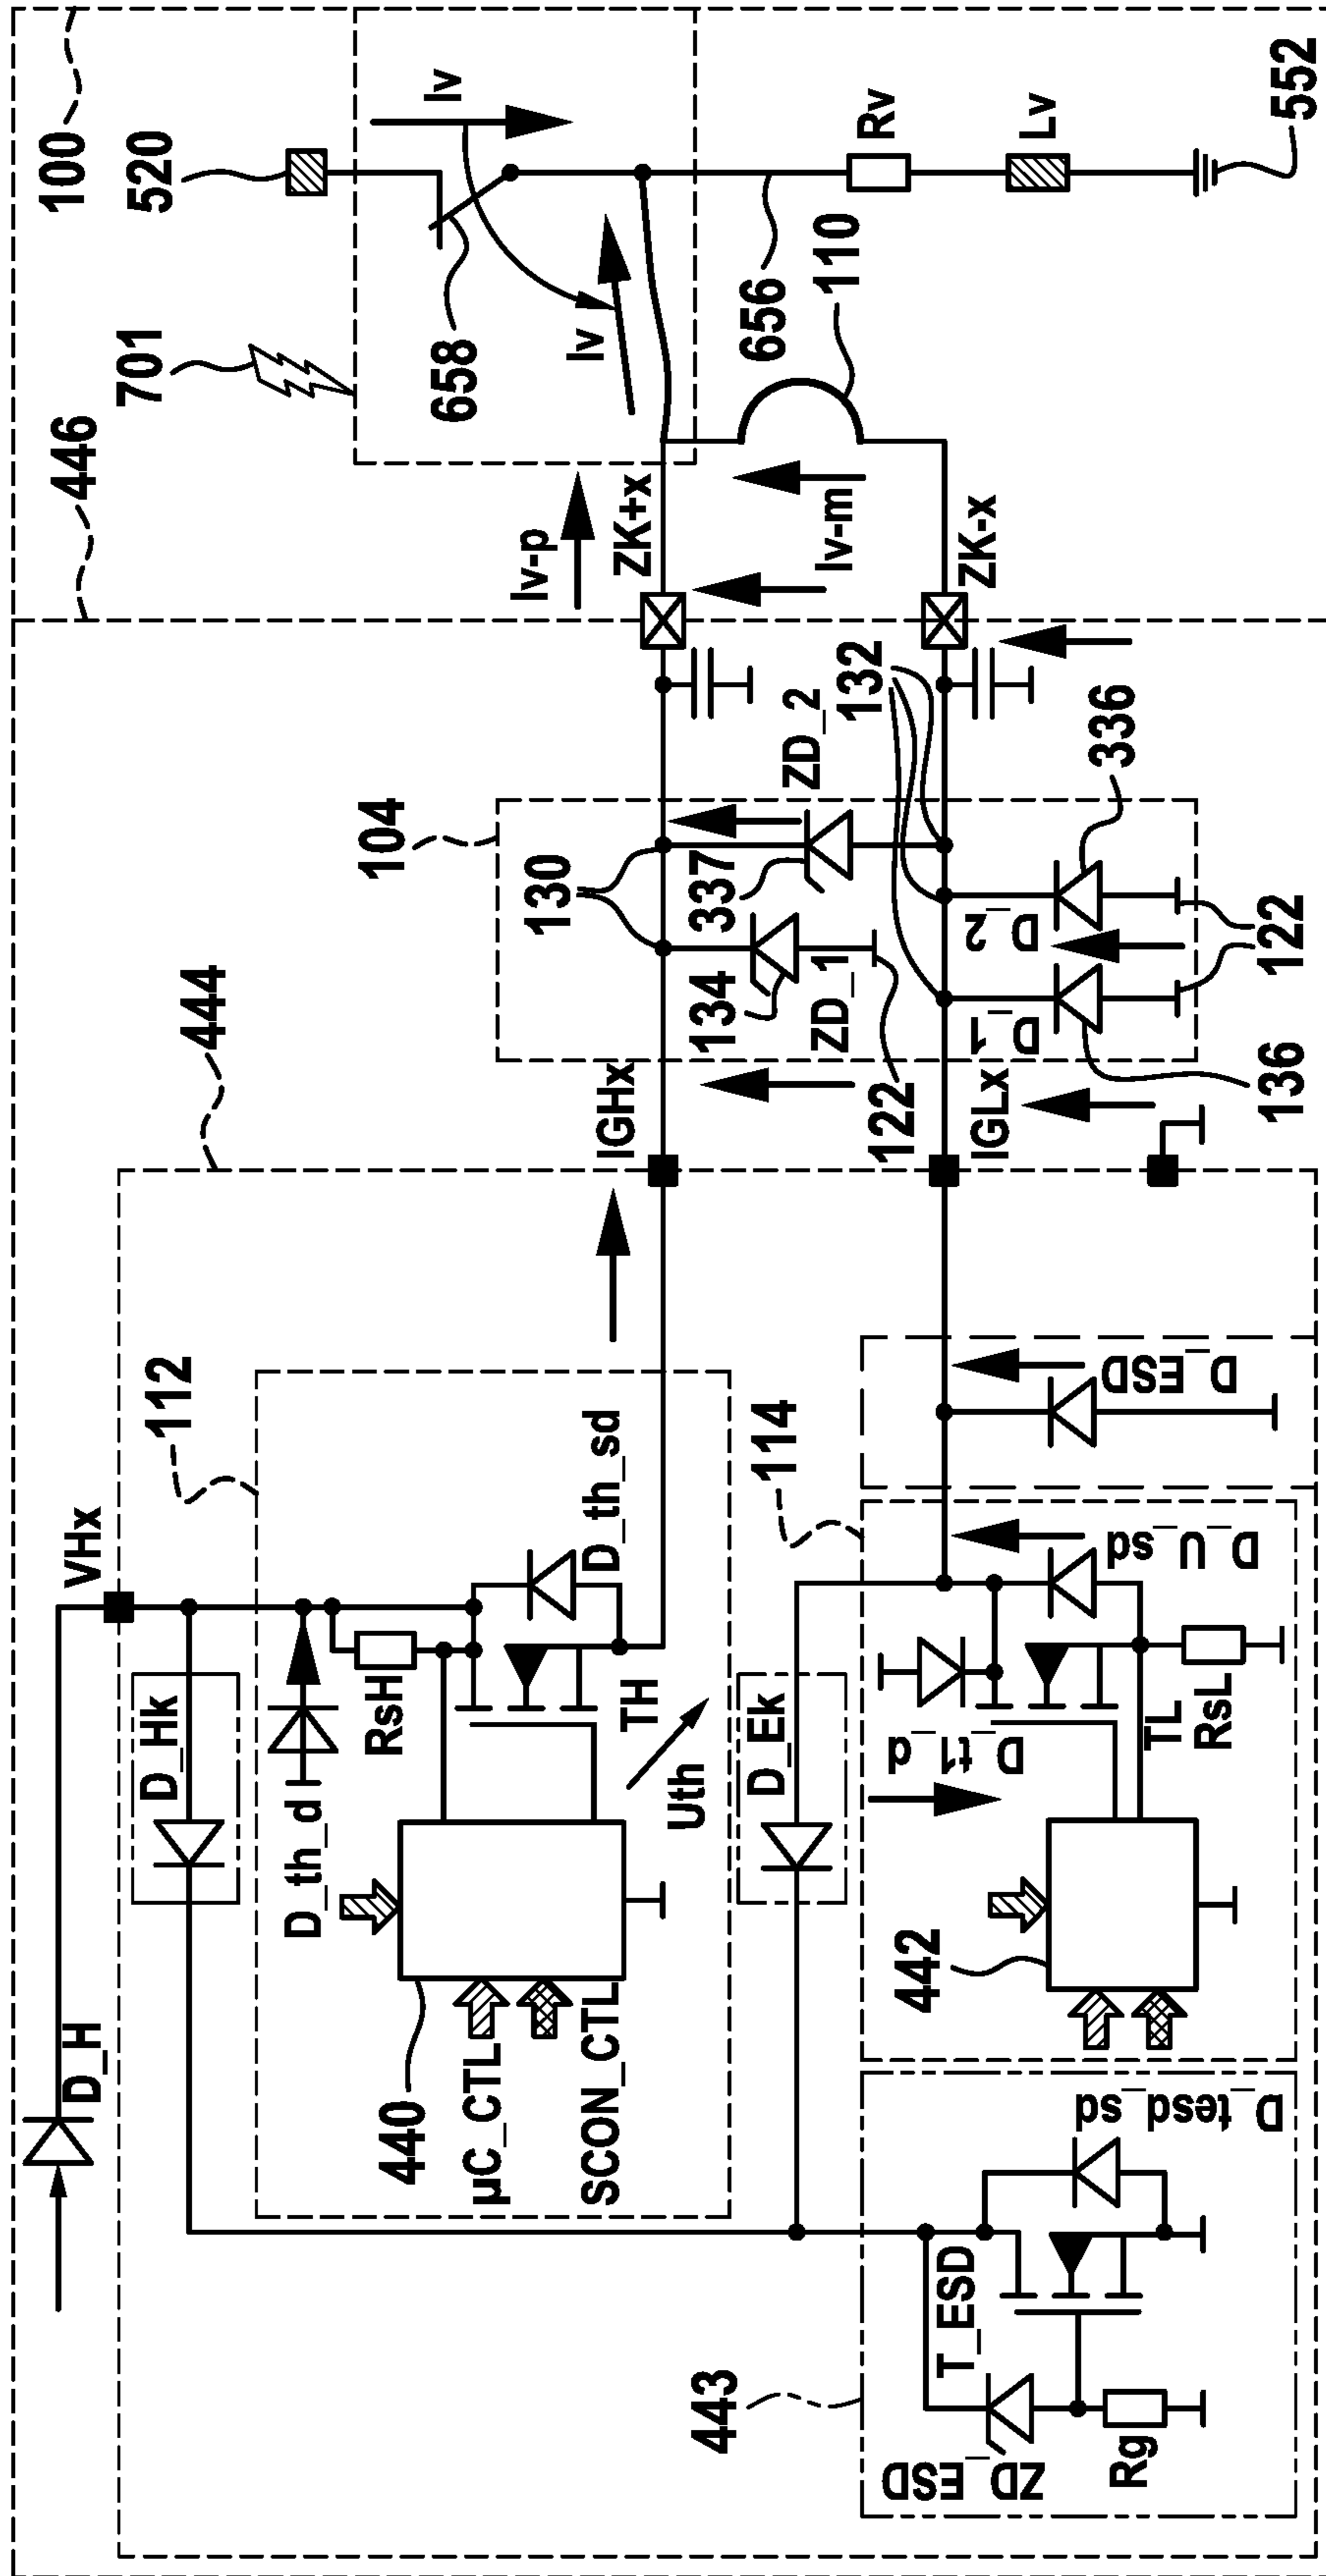 100
520
Iv
701
658
Iv
446
Rv
Lv
552
110
656
Iv-p
ZK+x
Iv-m
ZK-x
132
104
130
ZD_2
337
336
134
ZD_1
D_2
D_1
122
122
136
444
IGHx
IGLx
112
114
D_ESD
VHx
D_th_sd
D_U_sd
D_Hk
RsH
TH
Uth
D_Ek
D_th_d
D_t1_d
TL
RsL
440
442
D_H
µC_CTL
SCON_CTL
D_tesd_sd
443
T_ESD
ZD_ESD
Rg